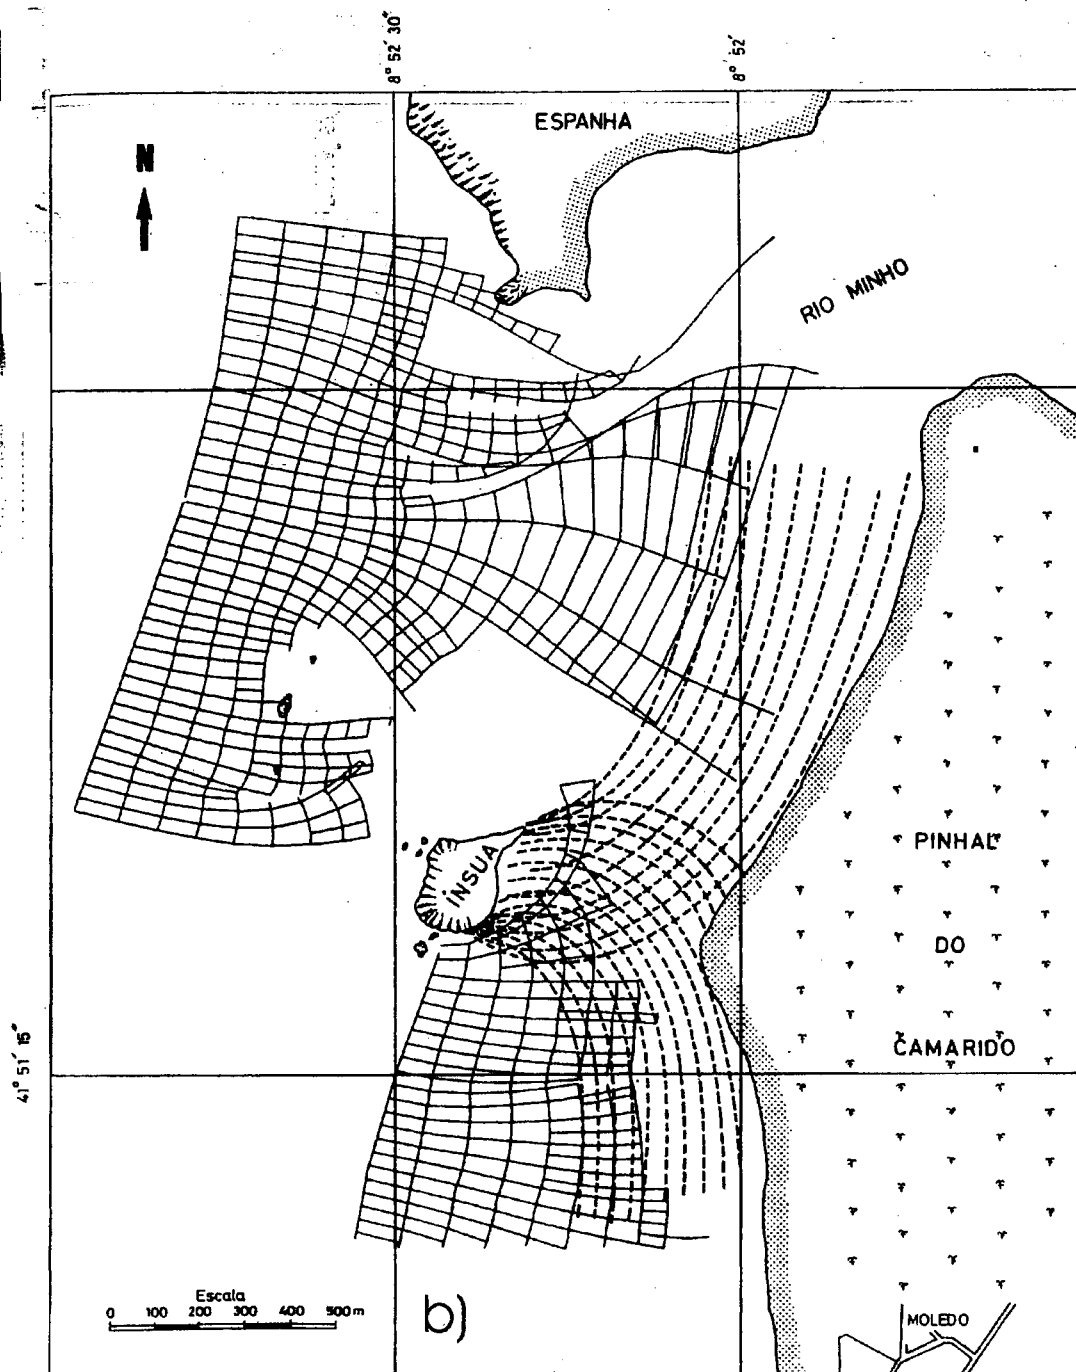 8° 52' 30"
8° 52'
ESPANHA
N
RIO MINHO
ÍNSUA
PINHAL
DO
CAMARIDO
41° 51' 15"
Escala
0 100 200 300 400 500 m
b)
MOLEDO